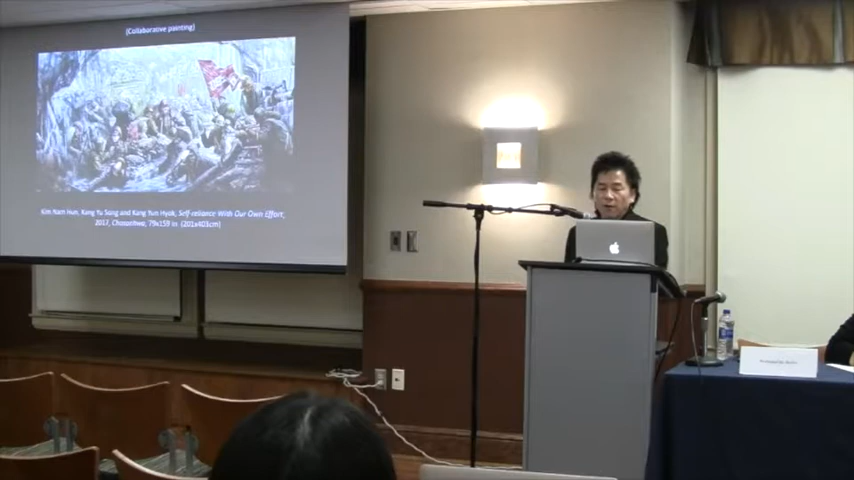 (Collaborative painting)
Kim Nam Hun, Kang Yu Song and Kang Yun Hyok, Self-reliance With Our Own Effort,
2017, Chosonhwa, 79x159 in (201x403cm)